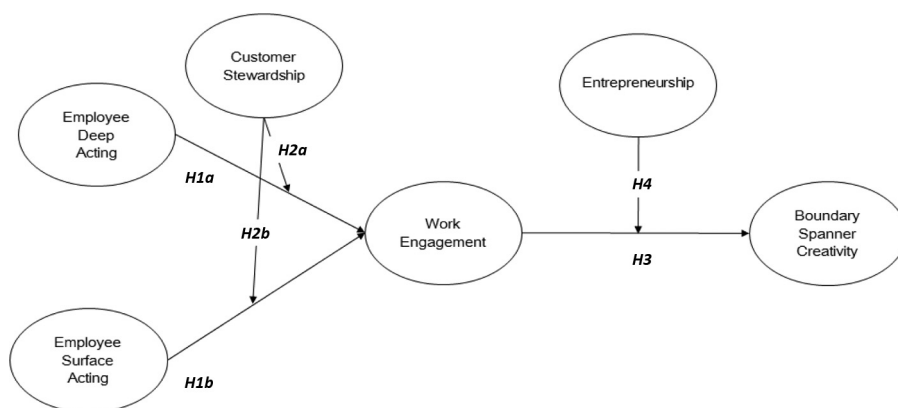 Customer
Stewardship
Entrepreneurship
Employee
Deep
Acting
H2a
H1a
H4
H2b
Work
Engagement
Boundary
Spanner
Creativity
H3
Employee
Surface
Acting
H1b